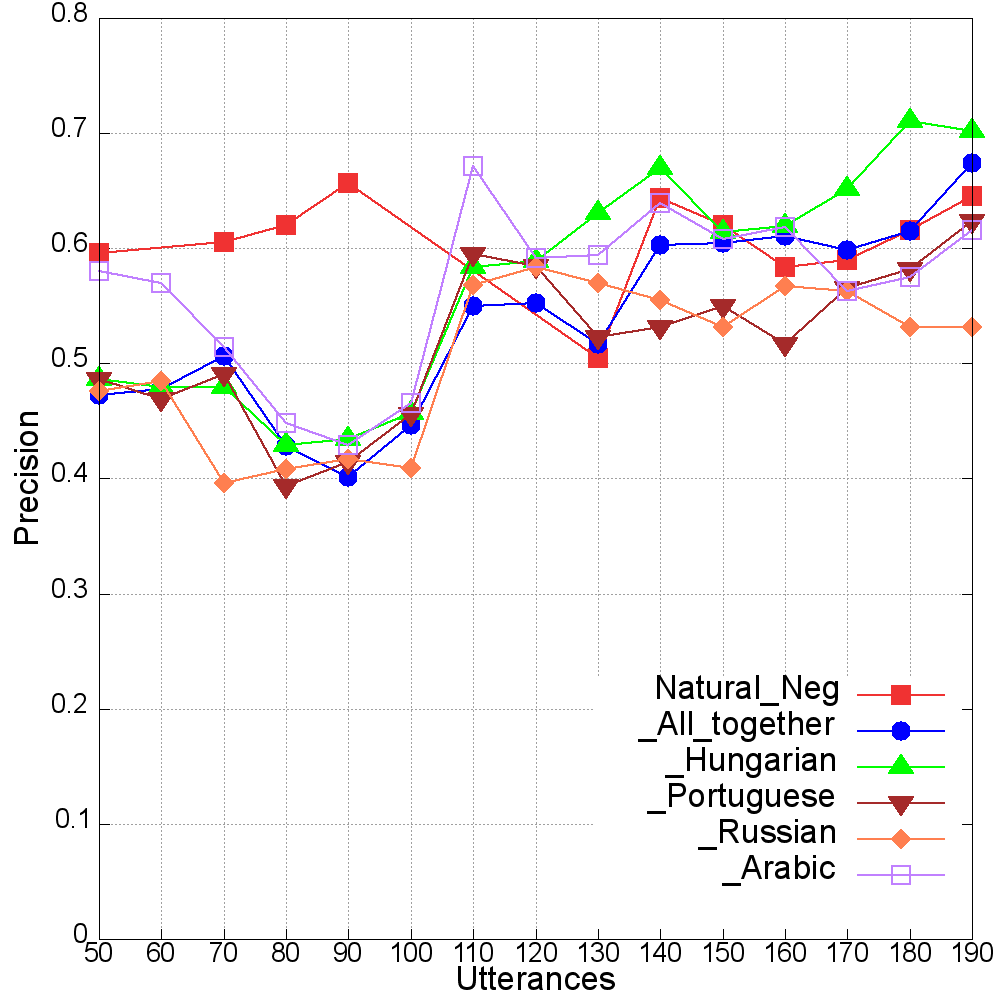 0.8
0.7
0.6
0.5
0.4
0.3
0.2
0.1
0
Precision
Natural_Neg
_All_together
_Hungarian
_Portuguese
_Russian
_Arabic
50 60 70 80 90 100 110 120 130 140 150 160 170 180 190
Utterances